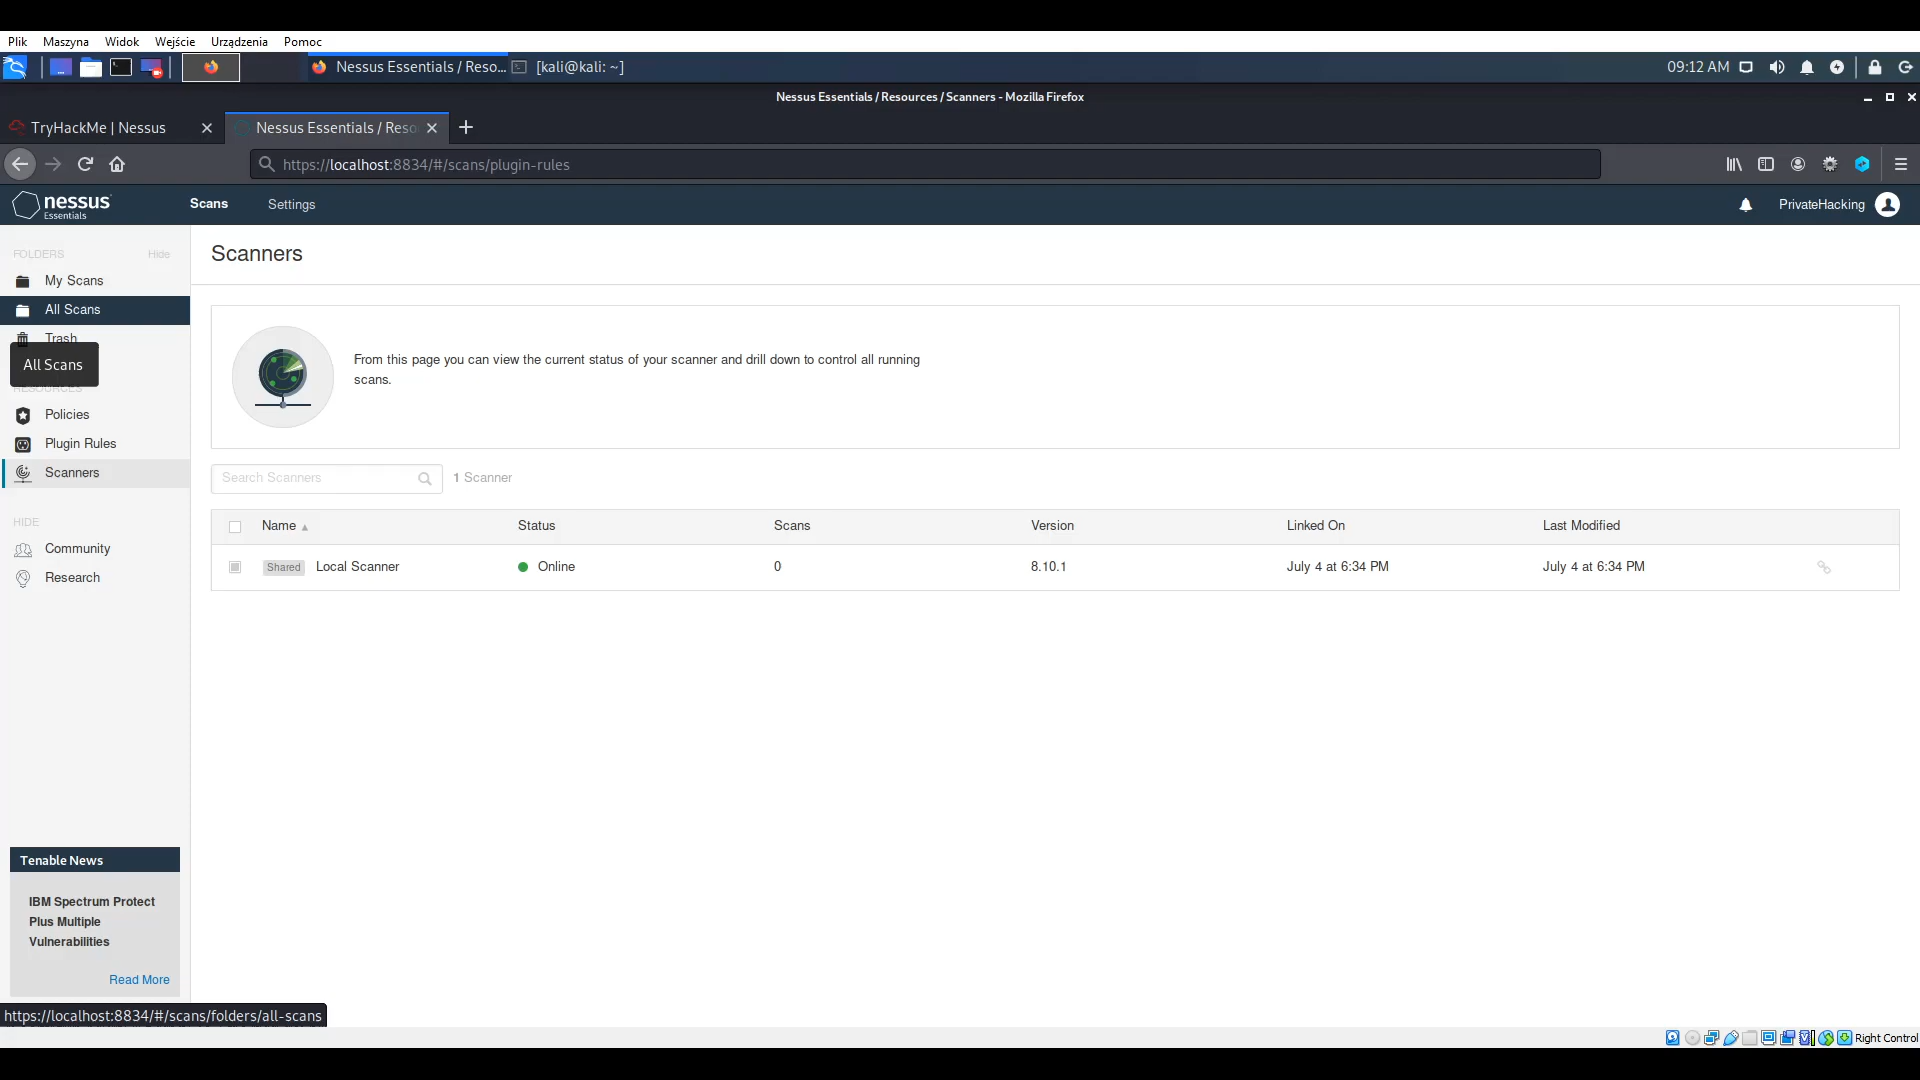 Plik Maszyna Widok Wejście Urządzenia Pomoc
Nessus Essentials / Reso... [kali@kali: ~] 09:12 AM
Nessus Essentials / Resources / Scanners - Mozilla Firefox
TryHackMe | Nessus Nessus Essentials / Reso
https://localhost:8834/#/scans/plugin-rules
nessus Essentials Scans Settings PrivateHacking
FOLDERS Hide
My Scans
All Scans
Trash
All Scans
RESOURCES
Policies
Plugin Rules
Scanners
HIDE
Community
Research
Scanners
From this page you can view the current status of your scanner and drill down to control all running
scans.
Search Scanners 1 Scanner
Name Status Scans Version Linked On Last Modified
Shared Local Scanner Online 0 8.10.1 July 4 at 6:34 PM July 4 at 6:34 PM
Tenable News
IBM Spectrum Protect
Plus Multiple
Vulnerabilities
Read More
https://localhost:8834/#/scans/folders/all-scans
Right Control